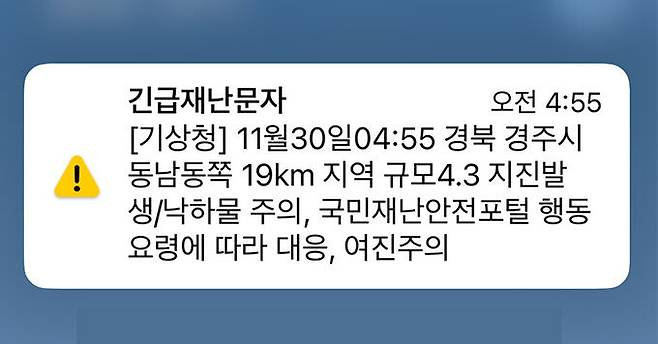 긴급재난문자 오전 4:55
[기상청] 11월30일04:55 경북 경주시
동남동쪽 19km 지역 규모4.3 지진발
생/낙하물 주의, 국민재난안전포털 행동
요령에 따라 대응, 여진주의